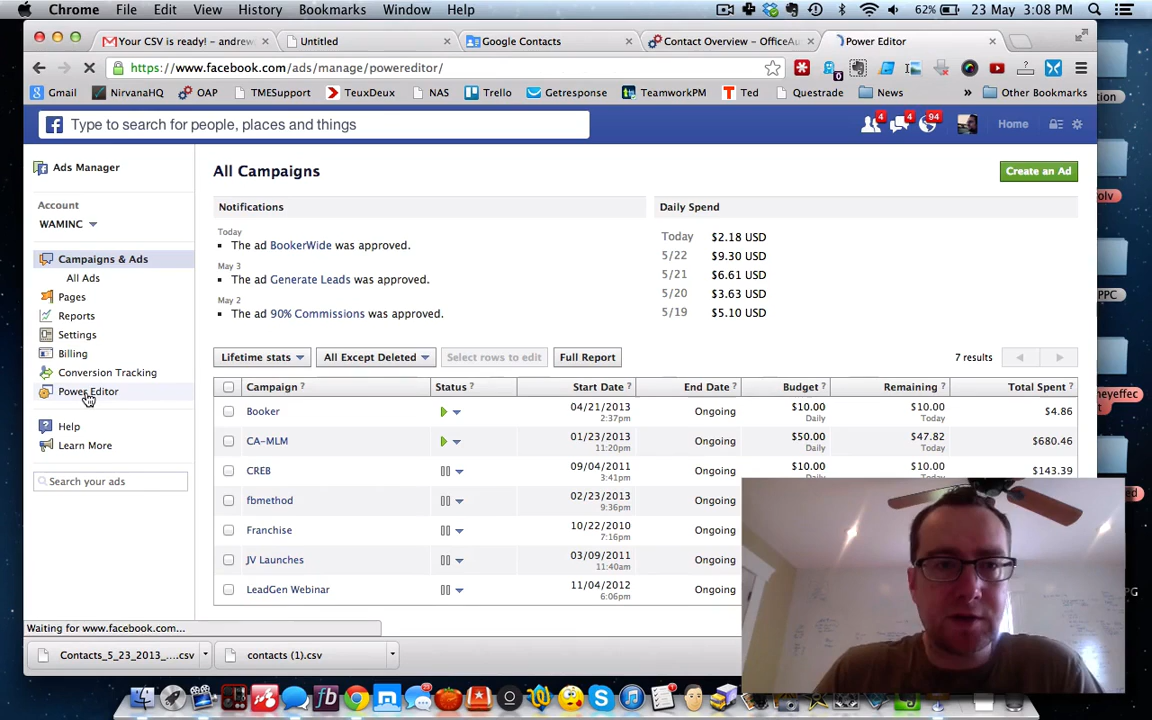 Chrome File Edit View History Bookmarks Window Help 62% 23 May 3:08 PM
Your CSV is ready! – andrew Untitled Google Contacts Contact Overview – OfficeAu Power Editor
https://www.facebook.com/ads/manage/powereditor/
Gmail NirvanaHQ OAP TMESupport TeuxDeux NAS Trello Getresponse TeamworkPM Ted Questrade News » Other Bookmarks
Type to search for people, places and things 4 4 94 Home
Ads Manager
All Campaigns
Create an Ad
Account
WAMINC
Campaigns & Ads
All Ads
Pages
Reports
Settings
Billing
Conversion Tracking
Power Editor
Help
Learn More
Search your ads
Notifications
Today
The ad BookerWide was approved.
May 3
The ad Generate Leads was approved.
May 2
The ad 90% Commissions was approved.
Daily Spend
Today $2.18 USD
5/22 $9.30 USD
5/21 $6.61 USD
5/20 $3.63 USD
5/19 $5.10 USD
Lifetime stats All Except Deleted Select rows to edit Full Report 7 results
Campaign ? Status ? Start Date ? End Date ? Budget ? Remaining ? Total Spent ?
Booker 04/21/2013 Ongoing $10.00 $10.00 $4.86
2:37pm Daily Today
CA-MLM 01/23/2013 Ongoing $50.00 $47.82 $680.46
11:20pm Daily Today
CREB 09/04/2011 Ongoing $10.00 $10.00 $143.39
3:41pm Daily Today
fbmethod 02/23/2013 Ongoing
9:36pm
Franchise 10/22/2010 Ongoing
7:16pm
JV Launches 03/09/2011 Ongoing
11:40am
LeadGen Webinar 11/04/2012 Ongoing
6:06pm
Waiting for www.facebook.com...
Contacts_5_23_2013_....csv contacts (1).csv
PPC